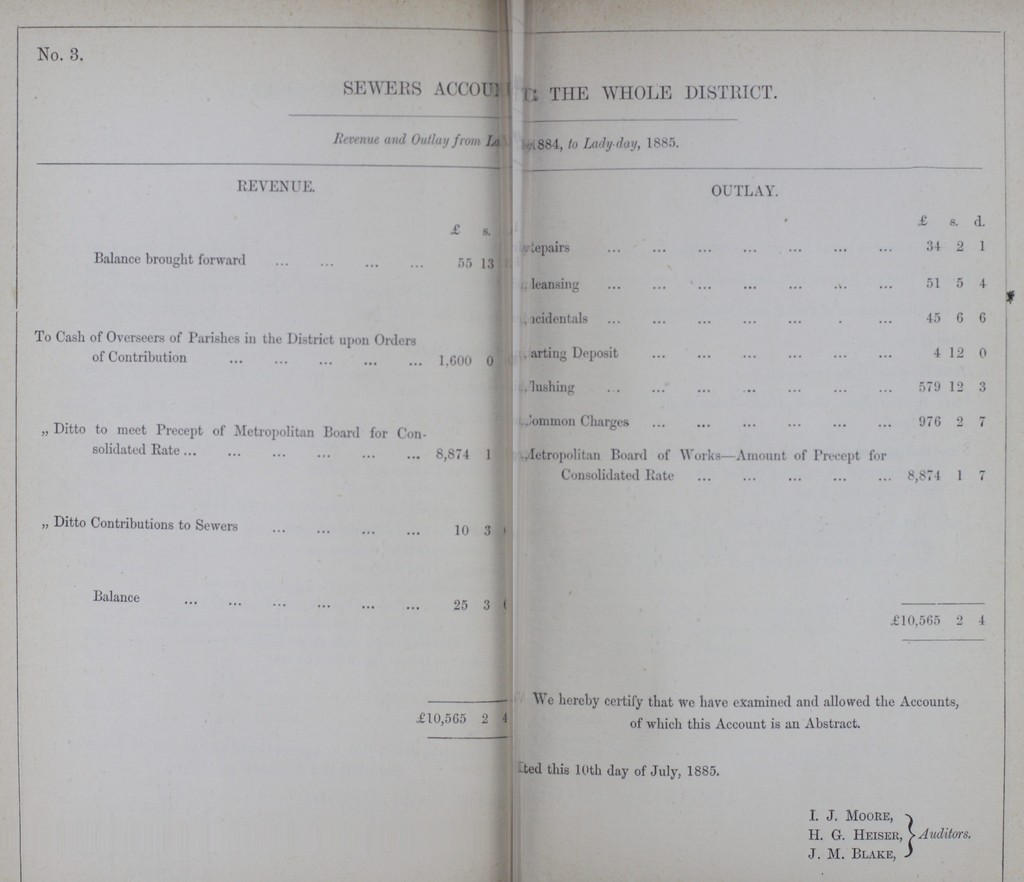 No. 3.
SEWERS ACCOU THE WHOLE DISTRICT.
Revenue and Outlay from La 1884, to Lady-day, 1885.
REVENUE.
£ s.
Balance brought forward ... ... ... ... 55 13
To Cash of Overseers of Parishes in the District upon Orders
of Contribution ... ... ... ... ... 1,600 0
„ Ditto to meet Precept of Metropolitan Board for Con-
solidated Rate ... ... ... ... ... ... 8,874 1
„ Ditto Contributions to Sewers ... ... ... ... 10 3
Balance ... ... ... ... ... ... 25 3
£10,565 2 4
OUTLAY.
£ s. d.
epairs ... ... ... ... ... ... ... 34 2 1
leansing ... ... ... ... ... ... ... 51 5 4
cidentals ... ... ... ... ... . ... 45 6 6
arting Deposit ... ... ... ... ... ... 4 12 0
lushing ... ... ... ... ... ... ... 579 12 3
ommon Charges ... ... ... ... ... ... 976 2 7
Metropolitan Board of Works—Amount of Precept for
Consolidated Rate ... ... ... ... ... 8,874 1 7
£10,565 2 4
We hereby certify that we have examined and allowed the Accounts,
of which this Account is an Abstract.
ted this 10th day of July, 1885.
I. J. Moore,
H. G. Heiser, Auditors.
J. M. Blake,